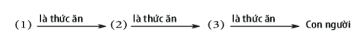 (1) là thức ăn (2) là thức ăn (3) là thức ăn Con người